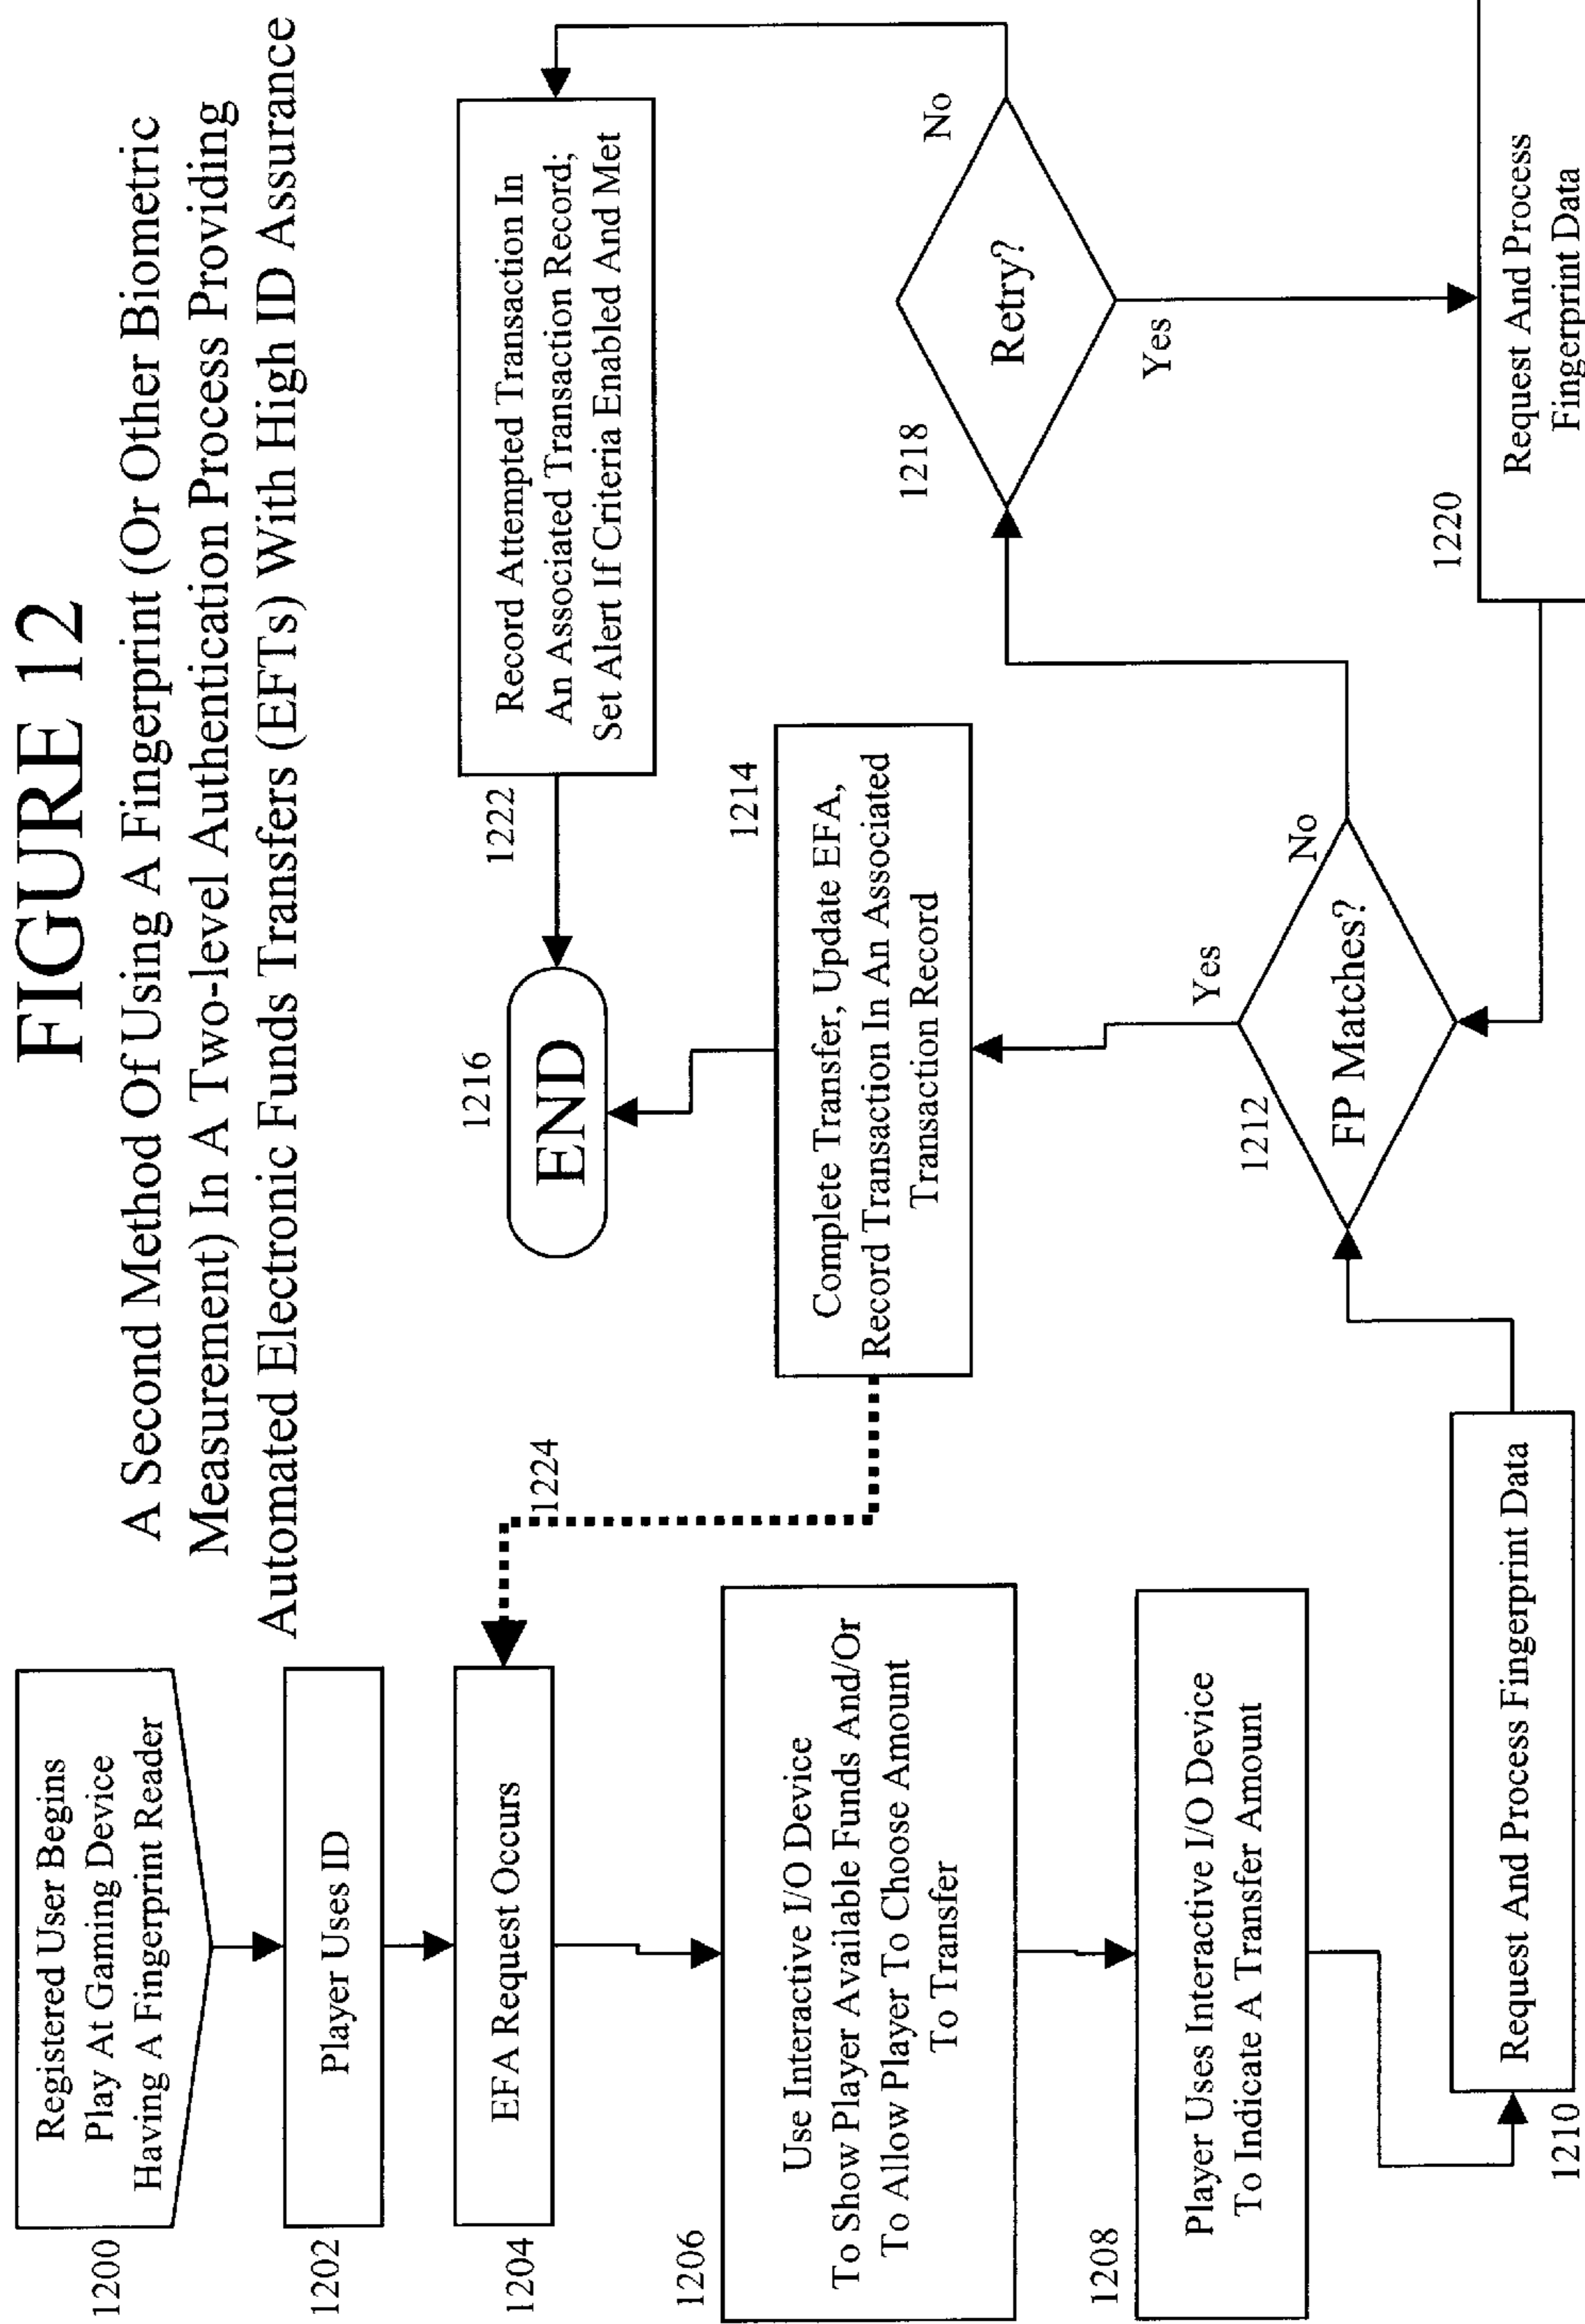 FIGURE 12
A Second Method Of Using A Fingerprint (Or Other Biometric
Measurement) In A Two-level Authentication Process Providing
Automated Electronic Funds Transfers (EFTs) With High ID Assurance
1200
Registered User Begins
Play At Gaming Device
Having A Fingerprint Reader
1202
Player Uses ID
1204
EFA Request Occurs
1206
Use Interactive I/O Device
To Show Player Available Funds And/Or
To Allow Player To Choose Amount
To Transfer
1208
Player Uses Interactive I/O Device
To Indicate A Transfer Amount
1210
Request And Process Fingerprint Data
1212
FP Matches?
Yes
No
1214
Complete Transfer, Update EFA,
Record Transaction In An Associated
Transaction Record
1216
END
1218
Retry?
No
Yes
1220
Request And Process
Fingerprint Data
1222
Record Attempted Transaction In
An Associated Transaction Record;
Set Alert If Criteria Enabled And Met
1224